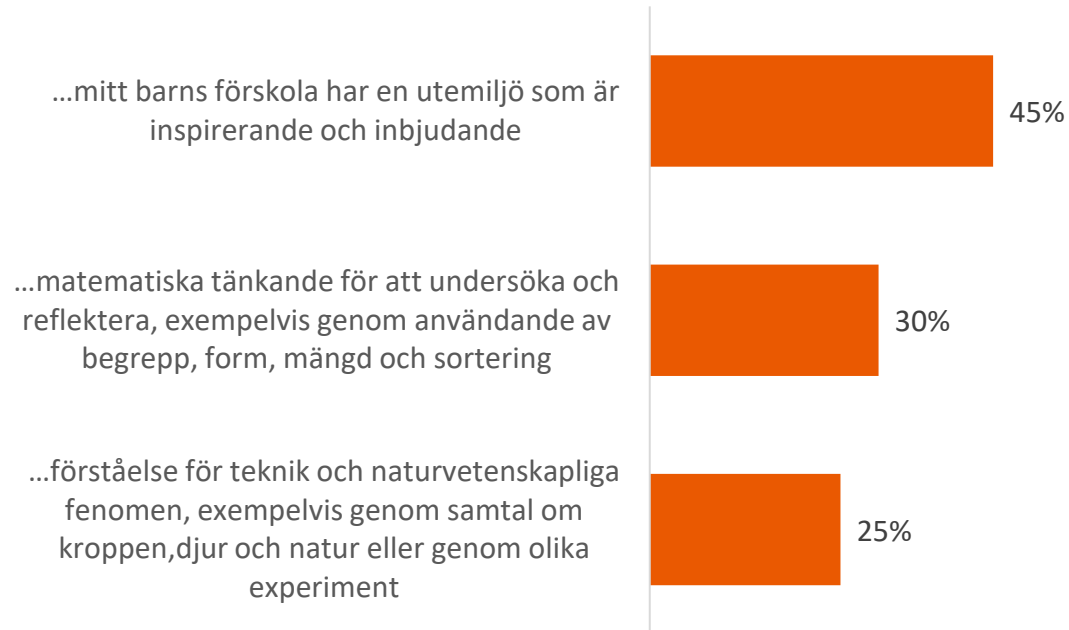 …mitt barns förskola har en utemiljö som är
inspirerande och inbjudande
45%
…matematiska tänkande för att undersöka och
reflektera, exempelvis genom användande av
begrepp, form, mängd och sortering
30%
…förståelse för teknik och naturvetenskapliga
fenomen, exempelvis genom samtal om
kroppen,djur och natur eller genom olika
experiment
25%